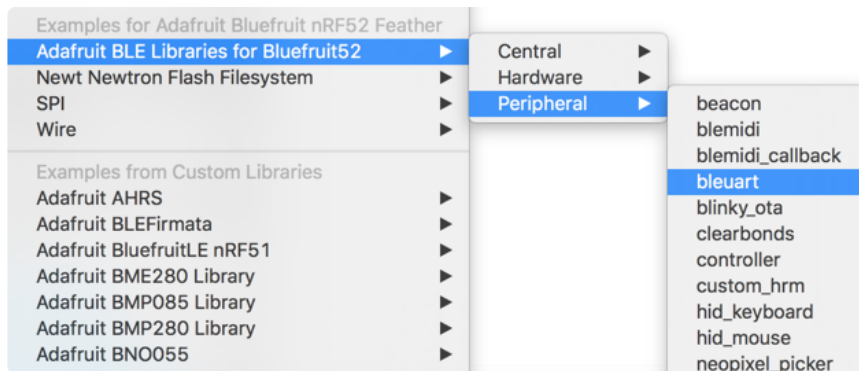 Examples for Adafruit Bluefruit nRF52 Feather
Adafruit BLE Libraries for Bluefruit52
Newt Newtron Flash Filesystem
SPI
Wire
Examples from Custom Libraries
Adafruit AHRS
Adafruit BLEFirmata
Adafruit BluefruitLE nRF51
Adafruit BME280 Library
Adafruit BMP085 Library
Adafruit BMP280 Library
Adafruit BNO055
Central
Hardware
Peripheral
beacon
blemidi
blemidi_callback
bleuart
blinky_ota
clearbonds
controller
custom_hrm
hid_keyboard
hid_mouse
neopixel_picker